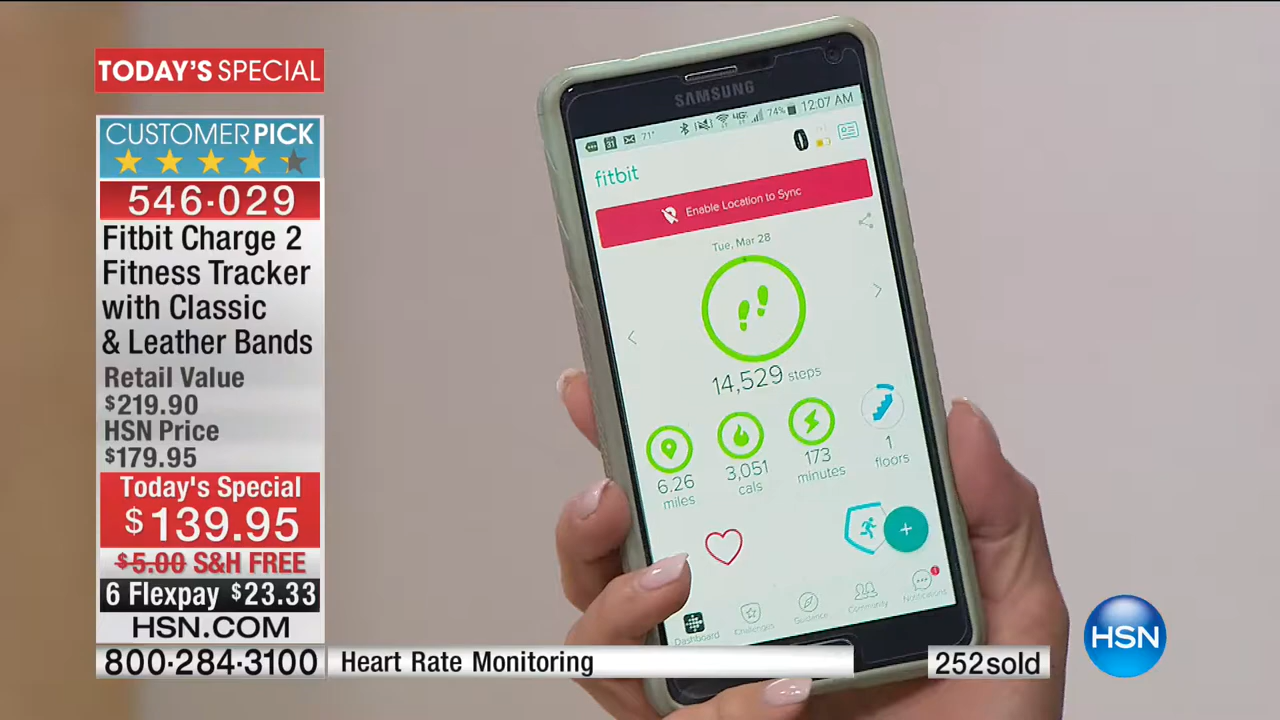 TODAY'S SPECIAL
CUSTOMER PICK
546·029
Fitbit Charge 2
Fitness Tracker
with Classic
& Leather Bands
Retail Value
$219.90
HSN Price
$179.95
Today's Special
$139.95
$5.00 S&H FREE
6 Flexpay $23.33
HSN.COM
800·284·3100
Heart Rate Monitoring
252 sold
HSN
SAMSUNG
31
71°
4G
74%
12:07 AM
fitbit
Enable Location to Sync
Tue, Mar 28
14,529 steps
6.26
miles
3,051
cals
173
minutes
1
floors
+
Dashboard
Challenges
Guidance
Community
Notifications
1